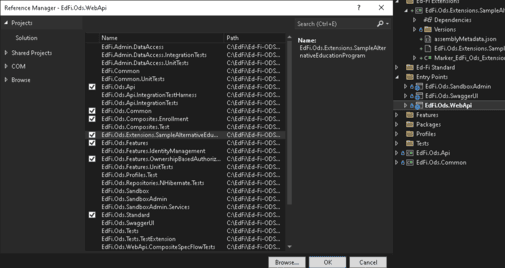 Reference Manager - EdFi.Ods.WebApi
Projects
Solution
Shared Projects
COM
Browse
Search (Ctrl+E)
Name Path
EdFi.Admin.DataAccess C:\EdFi\Ed-Fi-ODS...
EdFi.Admin.DataAccess.IntegrationTests C:\EdFi\Ed-Fi-ODS...
EdFi.Admin.DataAccess.UnitTests C:\EdFi\Ed-Fi-ODS...
EdFi.Common C:\EdFi\Ed-Fi-ODS...
EdFi.Common.UnitTests C:\EdFi\Ed-Fi-ODS...
EdFi.Ods.Api C:\EdFi\Ed-Fi-ODS...
EdFi.Ods.Api.IntegrationTestHarness C:\EdFi\Ed-Fi-ODS...
EdFi.Ods.Api.IntegrationTests C:\EdFi\Ed-Fi-ODS...
EdFi.Ods.Common C:\EdFi\Ed-Fi-ODS...
EdFi.Ods.Composites.Enrollment C:\EdFi\Ed-Fi-ODS...
EdFi.Ods.Composites.Test C:\EdFi\Ed-Fi-ODS...
EdFi.Ods.Extensions.SampleAlternativeEdu... C:\EdFi\Ed-Fi-ODS...
EdFi.Ods.Features C:\EdFi\Ed-Fi-ODS...
EdFi.Ods.Features.IdentityManagement C:\EdFi\Ed-Fi-ODS...
EdFi.Ods.Features.OwnershipBasedAuthoriz... C:\EdFi\Ed-Fi-ODS...
EdFi.Ods.Features.UnitTests C:\EdFi\Ed-Fi-ODS...
EdFi.Ods.Profiles.Test C:\EdFi\Ed-Fi-ODS...
EdFi.Ods.Repositories.NHibernate.Tests C:\EdFi\Ed-Fi-ODS...
EdFi.Ods.Sandbox C:\EdFi\Ed-Fi-ODS...
EdFi.Ods.SandboxAdmin C:\EdFi\Ed-Fi-ODS...
EdFi.Ods.SandboxAdmin.Services C:\EdFi\Ed-Fi-ODS...
EdFi.Ods.Standard C:\EdFi\Ed-Fi-ODS...
EdFi.Ods.SwaggerUI C:\EdFi\Ed-Fi-ODS...
EdFi.Ods.Tests C:\EdFi\Ed-Fi-ODS...
EdFi.Ods.Tests.TestExtension C:\EdFi\Ed-Fi-ODS...
EdFi.Ods.WebApi.CompositeSpecFlowTests C:\EdFi\Ed-Fi-ODS...
Name:
EdFi.Ods.Extensions.SampleAlter
nativeEducationProgram
Browse...
OK
Cancel
Ed-Fi Extensions
EdFi.Ods.Extensions.SampleAlter
Dependencies
Versions
assemblyMetadata.json
EdFi.Ods.Extensions.Samp
Marker_EdFi_Ods_Extension
Ed-Fi Standard
Entry Points
EdFi.Ods.SandboxAdmin
EdFi.Ods.SwaggerUI
EdFi.Ods.WebApi
Features
Packages
Profiles
Tests
EdFi.Ods.Api
EdFi.Ods.Common